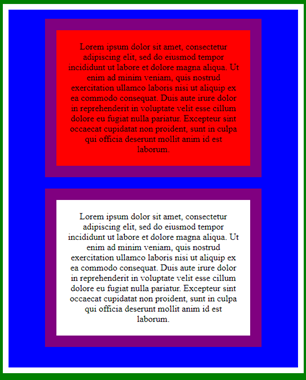 Lorem ipsum dolor sit amet, consectetur
adipiscing elit, sed do eiusmod tempor
incididunt ut labore et dolore magna aliqua. Ut
enim ad minim veniam, quis nostrud
exercitation ullamco laboris nisi ut aliquip ex
ea commodo consequat. Duis aute irure dolor
in reprehenderit in voluptate velit esse cillum
dolore eu fugiat nulla pariatur. Excepteur sint
occaecat cupidatat non proident, sunt in culpa
qui officia deserunt mollit anim id est
laborum.
Lorem ipsum dolor sit amet, consectetur
adipiscing elit, sed do eiusmod tempor
incididunt ut labore et dolore magna aliqua. Ut
enim ad minim veniam, quis nostrud
exercitation ullamco laboris nisi ut aliquip ex
ea commodo consequat. Duis aute irure dolor
in reprehenderit in voluptate velit esse cillum
dolore eu fugiat nulla pariatur. Excepteur sint
occaecat cupidatat non proident, sunt in culpa
qui officia deserunt mollit anim id est
laborum.